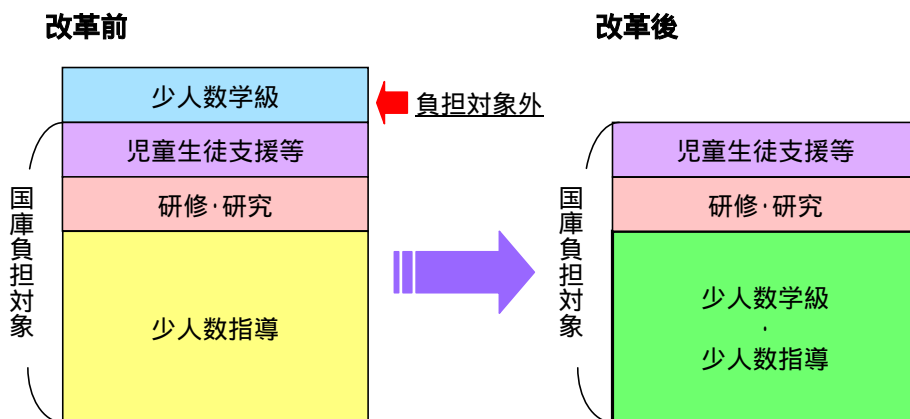 改革前
少人数学級
負担対象外
児童生徒支援等
研修・研究
少人数指導
国庫負担対象
改革後
児童生徒支援等
研修・研究
少人数学級
・
少人数指導
国庫負担対象